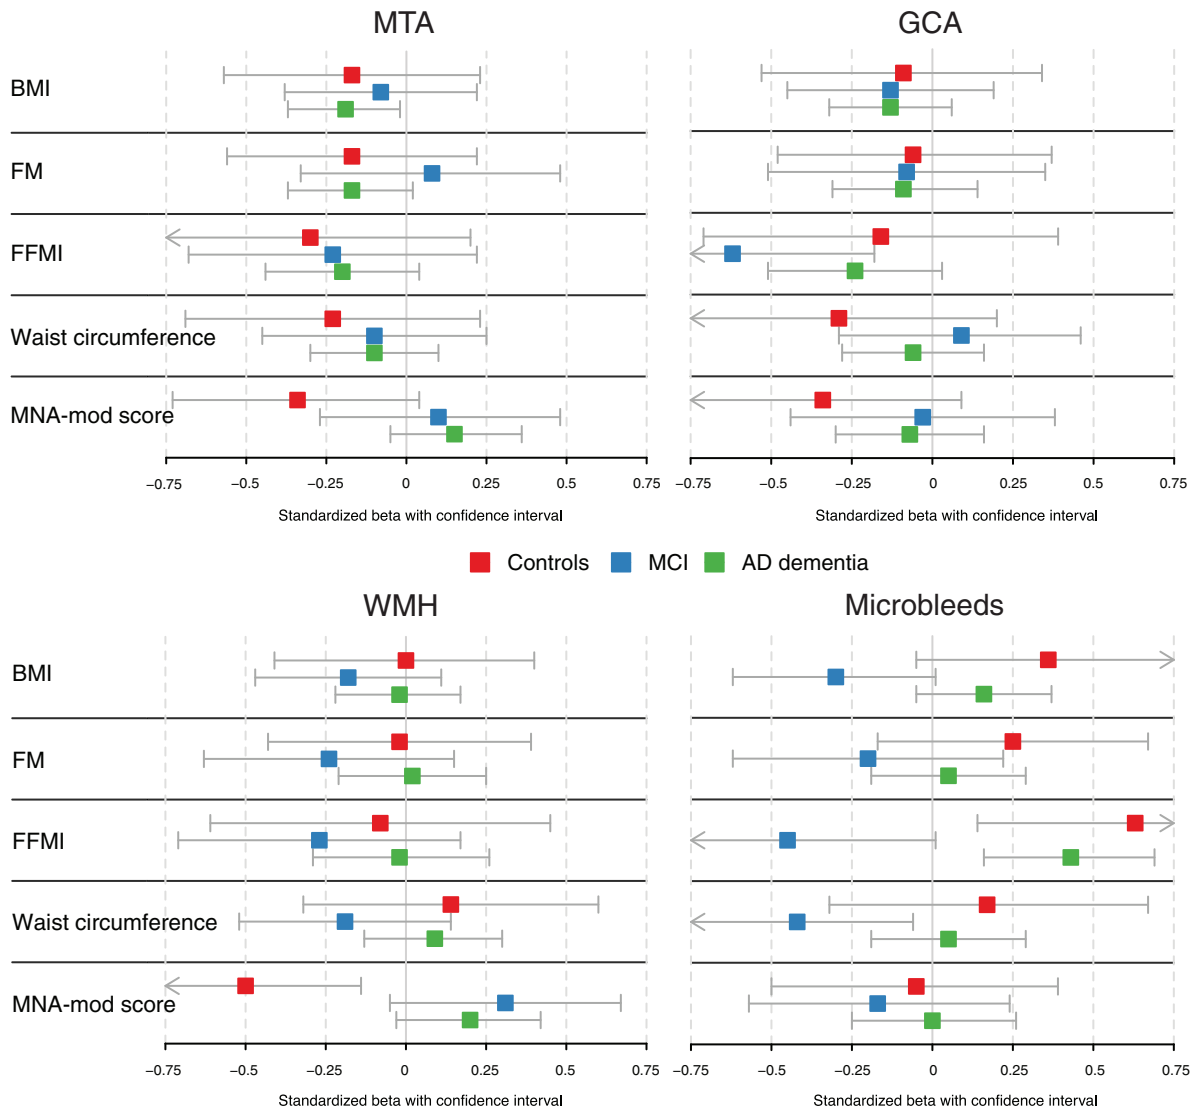 MTA GCA
BMI
FM
FFMI
Waist circumference
MNA-mod score
−0.75 −0.5 −0.25 0 0.25 0.5 0.75 −0.75 −0.5 −0.25 0 0.25 0.5 0.75
Standardized beta with confidence interval Standardized beta with confidence interval
Controls MCI AD dementia
WMH Microbleeds
BMI
FM
FFMI
Waist circumference
MNA-mod score
−0.75 −0.5 −0.25 0 0.25 0.5 0.75 −0.75 −0.5 −0.25 0 0.25 0.5 0.75
Standardized beta with confidence interval Standardized beta with confidence interval